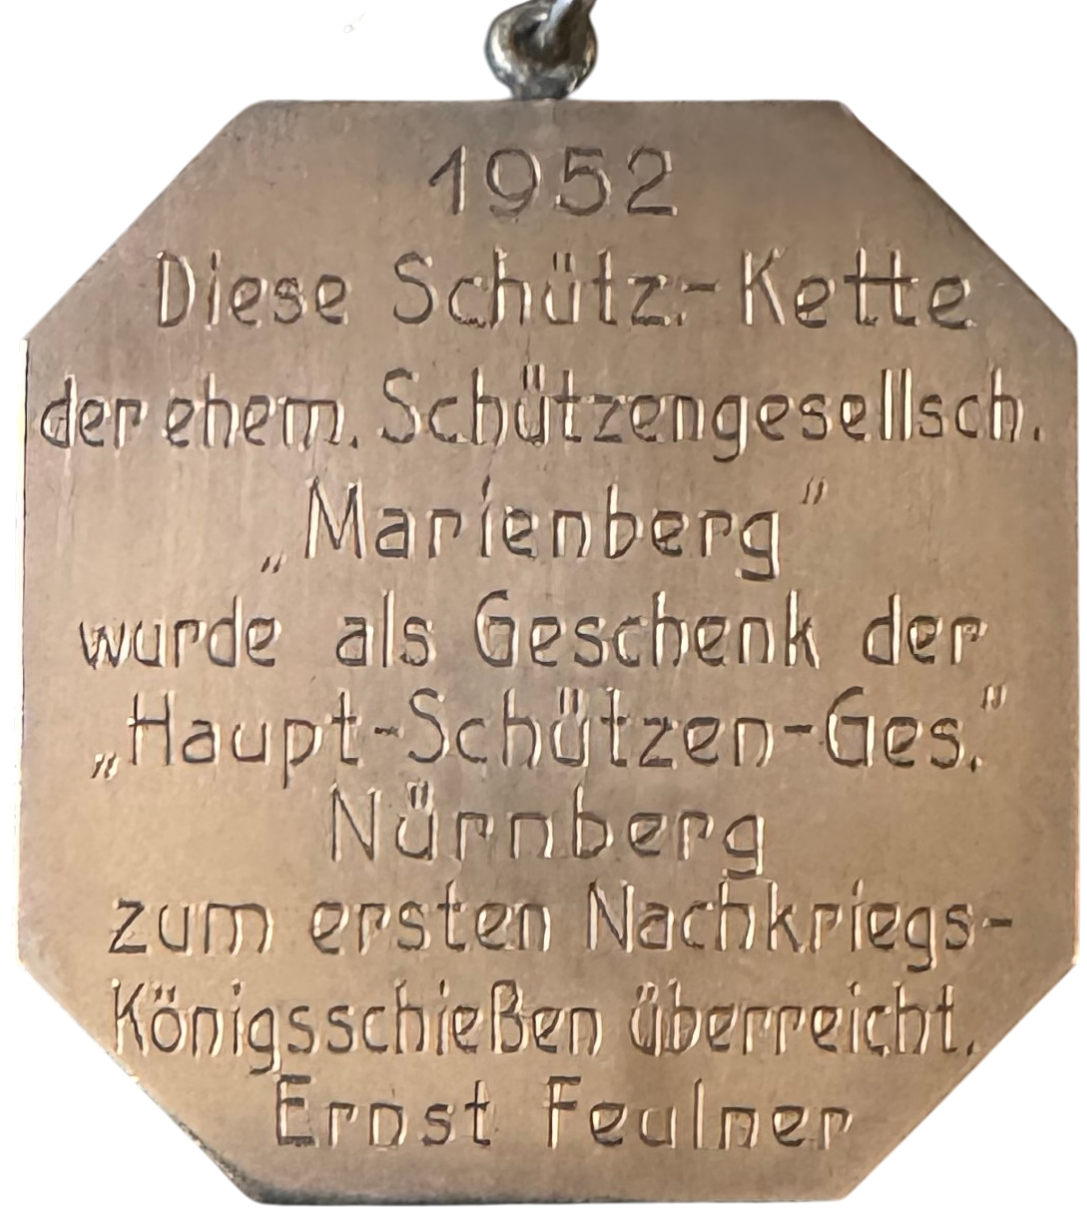 1952
Diese Schütz.-Kette
der ehem. Schützengesellsch.
„Marienberg"
wurde als Geschenk der
„Haupt-Schützen-Ges."
Nürnberg
zum ersten Nachkriegs-
Königsschießen überreicht.
Ernst Feulner